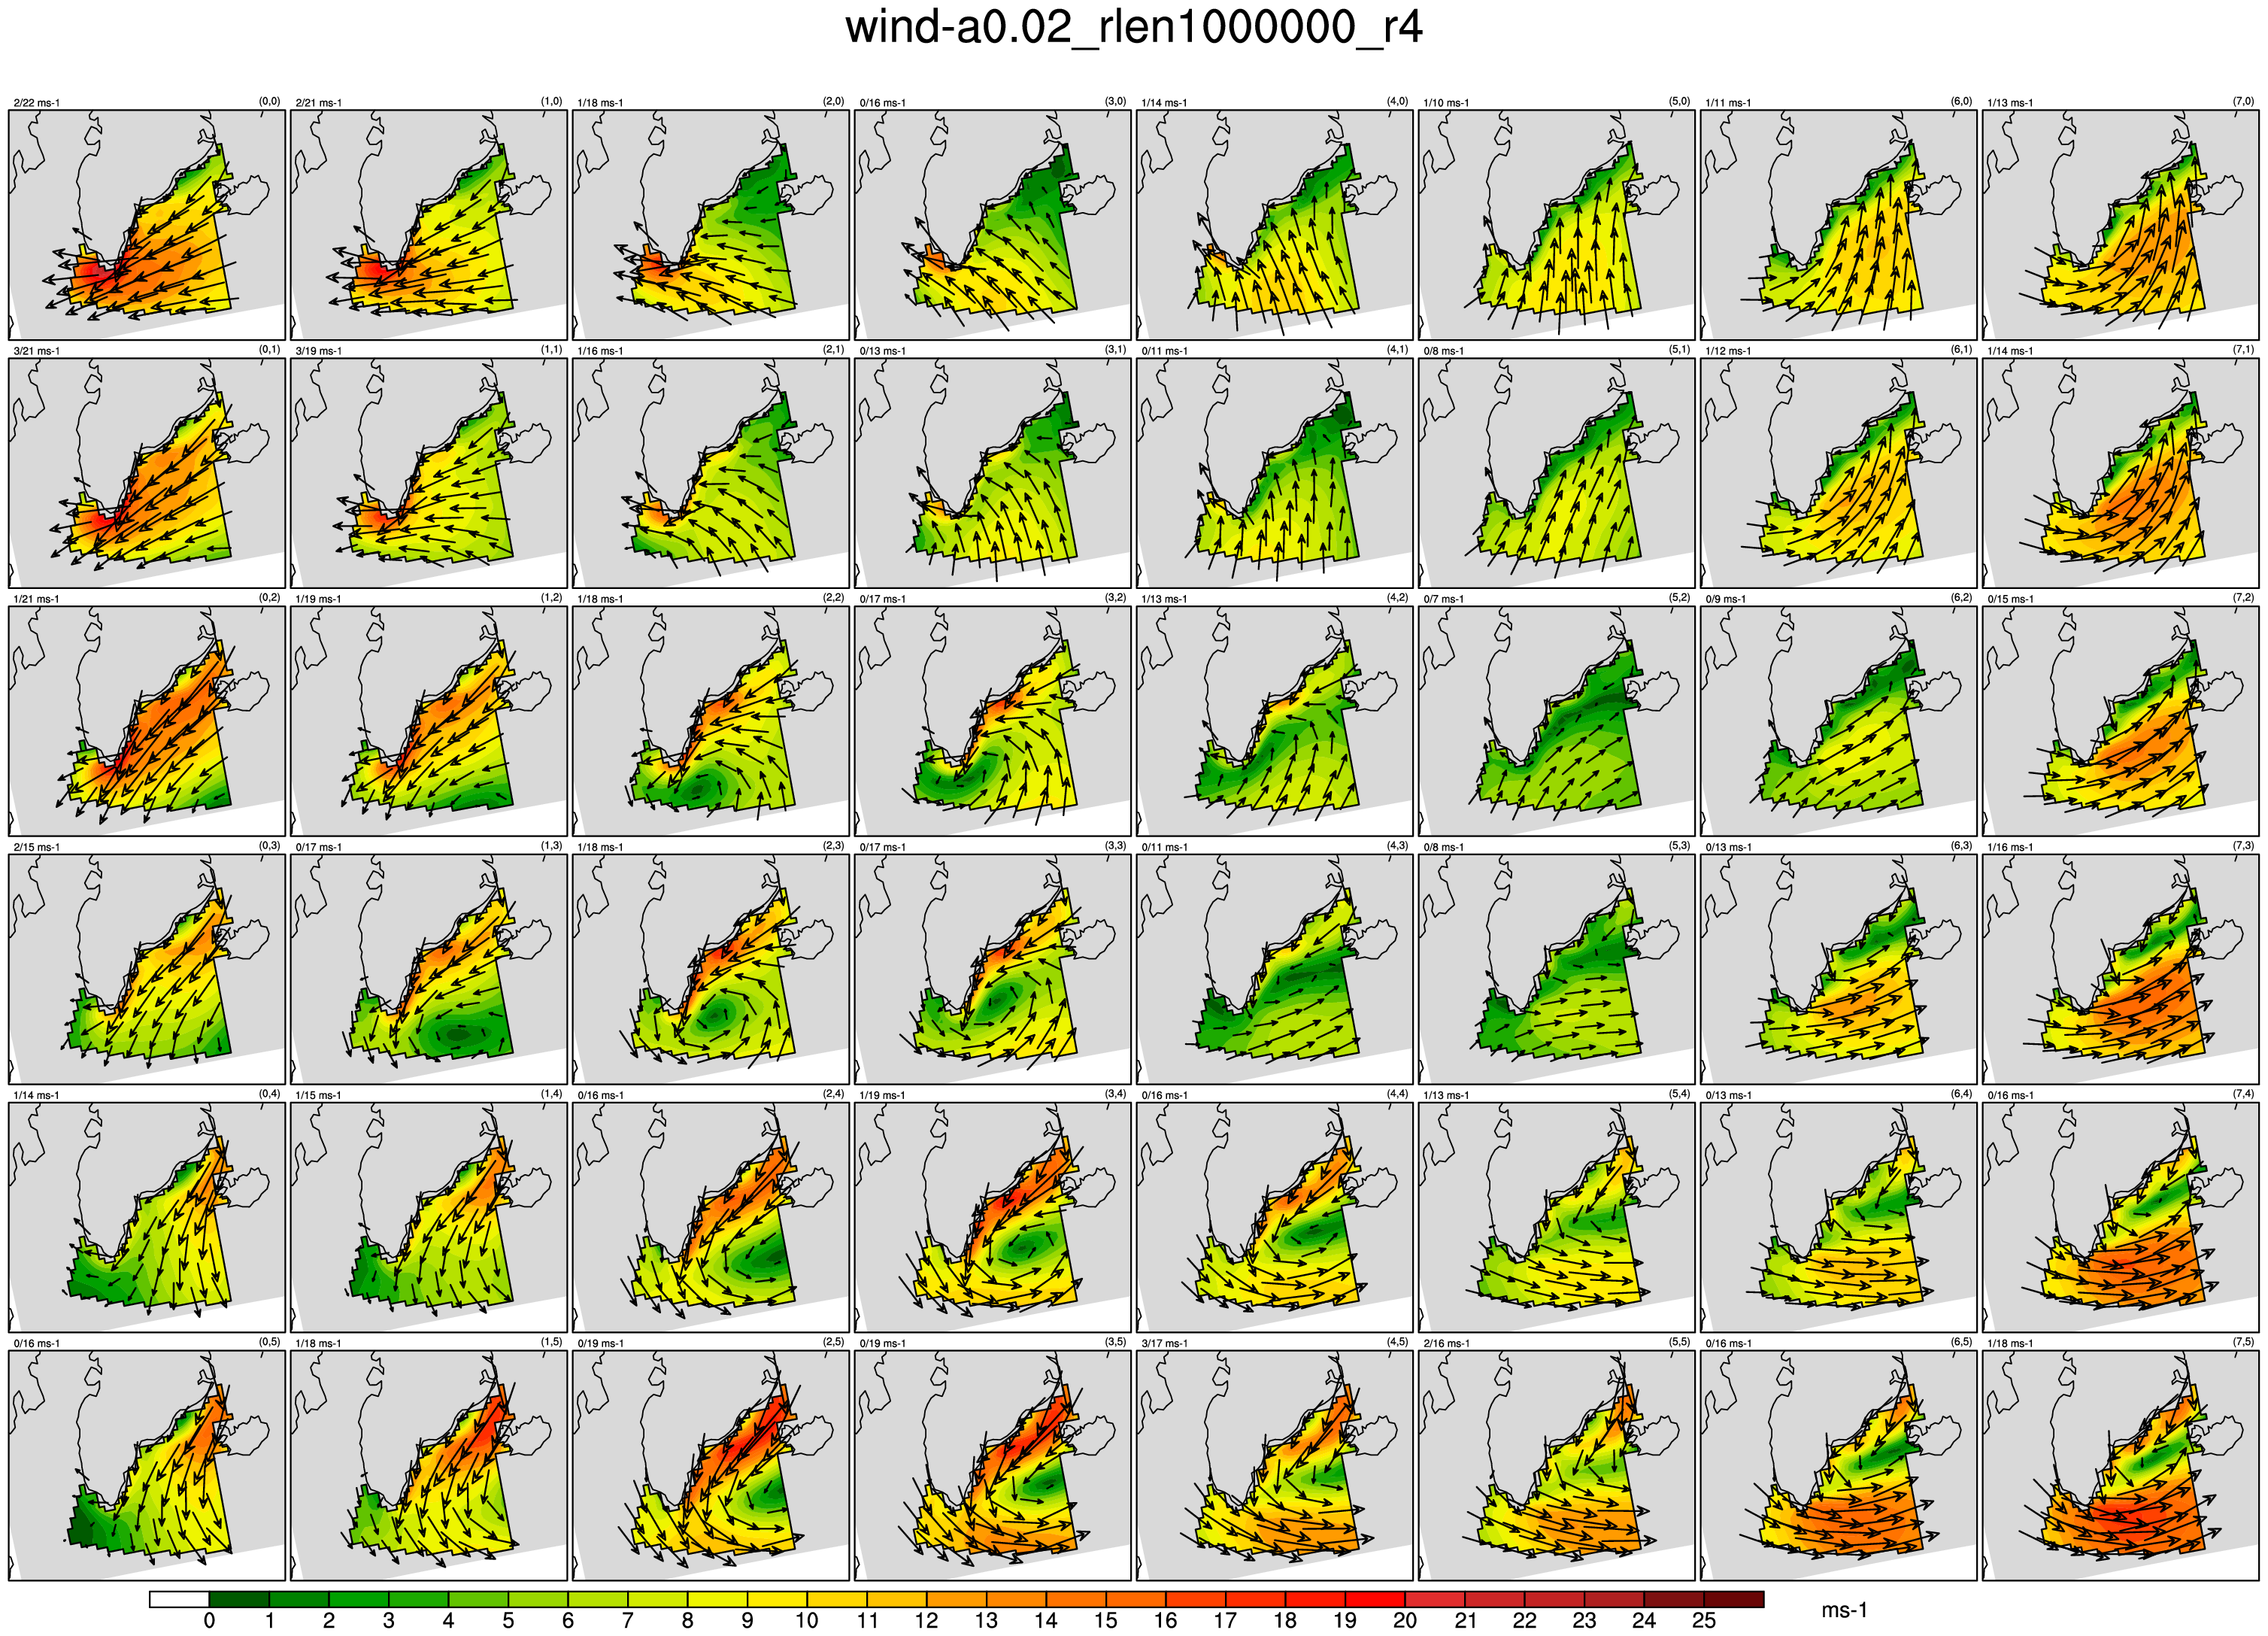 wind-a0.02_rlen1000000_r4
2/22 ms-1 (0,0) 2/21 ms-1 (1,0) 1/18 ms-1 (2,0) 0/16 ms-1 (3,0) 1/14 ms-1 (4,0) 1/10 ms-1 (5,0) 1/11 ms-1 (6,0) 1/13 ms-1 (7,0)
3/21 ms-1 (0,1) 3/19 ms-1 (1,1) 1/16 ms-1 (2,1) 0/13 ms-1 (3,1) 0/11 ms-1 (4,1) 0/8 ms-1 (5,1) 1/12 ms-1 (6,1) 1/14 ms-1 (7,1)
1/21 ms-1 (0,2) 1/19 ms-1 (1,2) 1/18 ms-1 (2,2) 0/17 ms-1 (3,2) 1/13 ms-1 (4,2) 0/7 ms-1 (5,2) 0/9 ms-1 (6,2) 0/15 ms-1 (7,2)
2/15 ms-1 (0,3) 0/17 ms-1 (1,3) 1/18 ms-1 (2,3) 0/17 ms-1 (3,3) 0/11 ms-1 (4,3) 0/8 ms-1 (5,3) 0/13 ms-1 (6,3) 1/16 ms-1 (7,3)
1/14 ms-1 (0,4) 1/15 ms-1 (1,4) 0/16 ms-1 (2,4) 1/19 ms-1 (3,4) 0/16 ms-1 (4,4) 1/13 ms-1 (5,4) 0/13 ms-1 (6,4) 0/16 ms-1 (7,4)
0/16 ms-1 (0,5) 1/18 ms-1 (1,5) 0/19 ms-1 (2,5) 0/19 ms-1 (3,5) 3/17 ms-1 (4,5) 2/16 ms-1 (5,5) 0/16 ms-1 (6,5) 1/18 ms-1 (7,5)
0 1 2 3 4 5 6 7 8 9 10 11 12 13 14 15 16 17 18 19 20 21 22 23 24 25 ms-1